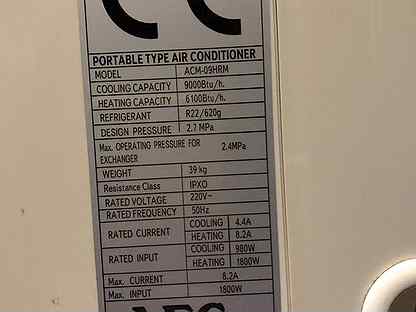 CE
PORTABLE TYPE AIR CONDITIONER
MODEL ACM-09HRM
COOLING CAPACITY 9000Btu/h.
HEATING CAPACITY 6100Btu/h.
REFRIGERANT R22/620g
DESIGN PRESSURE 2.7 MPa
Max. OPERATING PRESSURE FOR EXCHANGER 2.4MPa
WEIGHT 39 kg
Resistance Class IPXO
RATED VOLTAGE 220V~
RATED FREQUENCY 50Hz
RATED CURRENT COOLING 4.4A
HEATING 8.2A
RATED INPUT COOLING 980W
HEATING 1800W
Max. CURRENT 8.2A
Max. INPUT 1800W